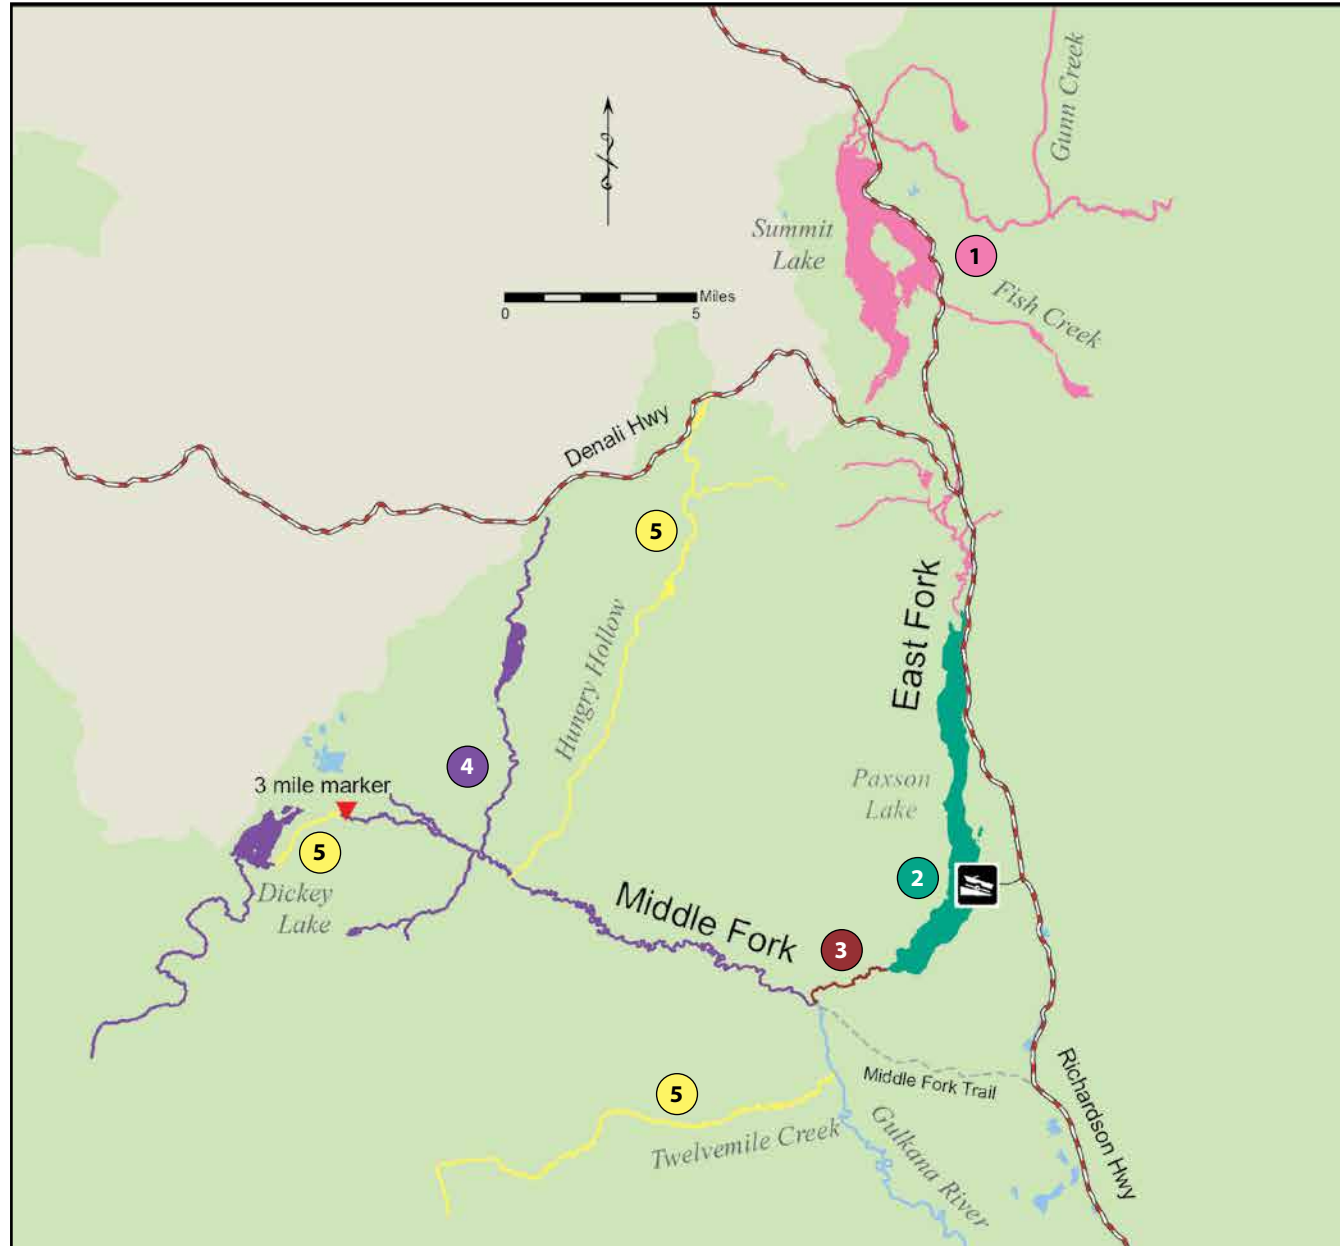 Gunn Creek
Summit
Lake
1
Fish Creek
Miles
0
5
Denali Hwy
5
Hungry Hollow
East Fork
4
Paxson
Lake
3 mile marker
5
2
Dickey
Lake
Middle Fork
3
Middle Fork Trail
5
Twelvemile Creek
Gulkana River
Richardson Hwy